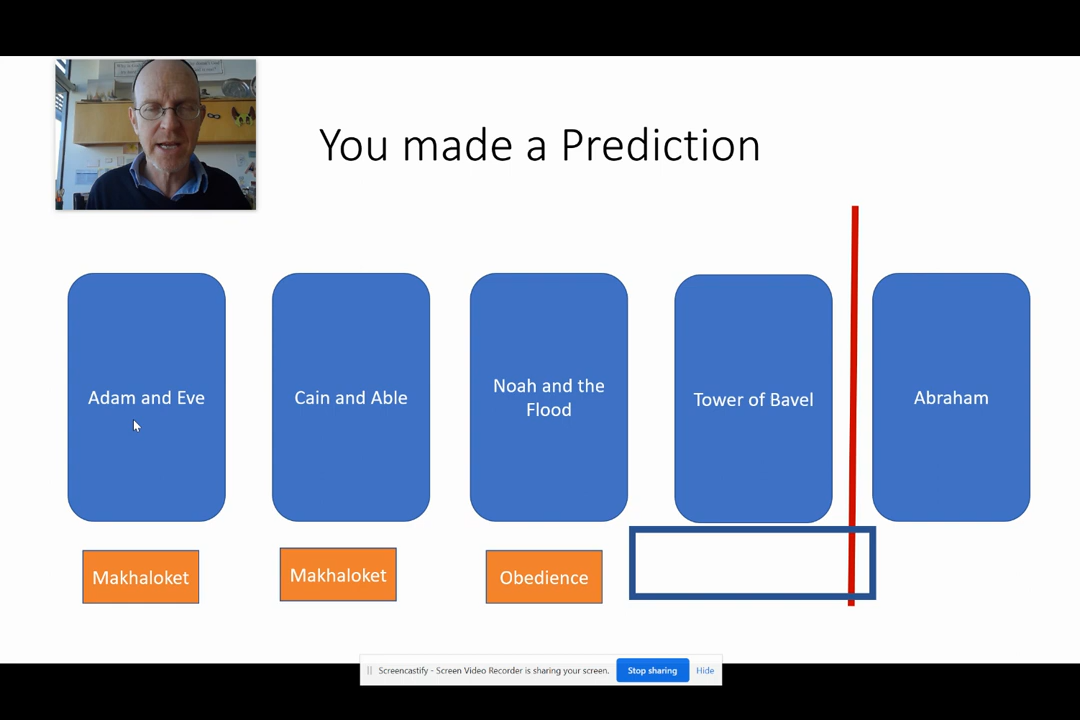 You made a Prediction
Adam and Eve
Cain and Able
Noah and the
Flood
Tower of Bavel
Abraham
Makhaloket
Makhaloket
Obedience
Screencastify - Screen Video Recorder is sharing your screen.
Stop sharing
Hide